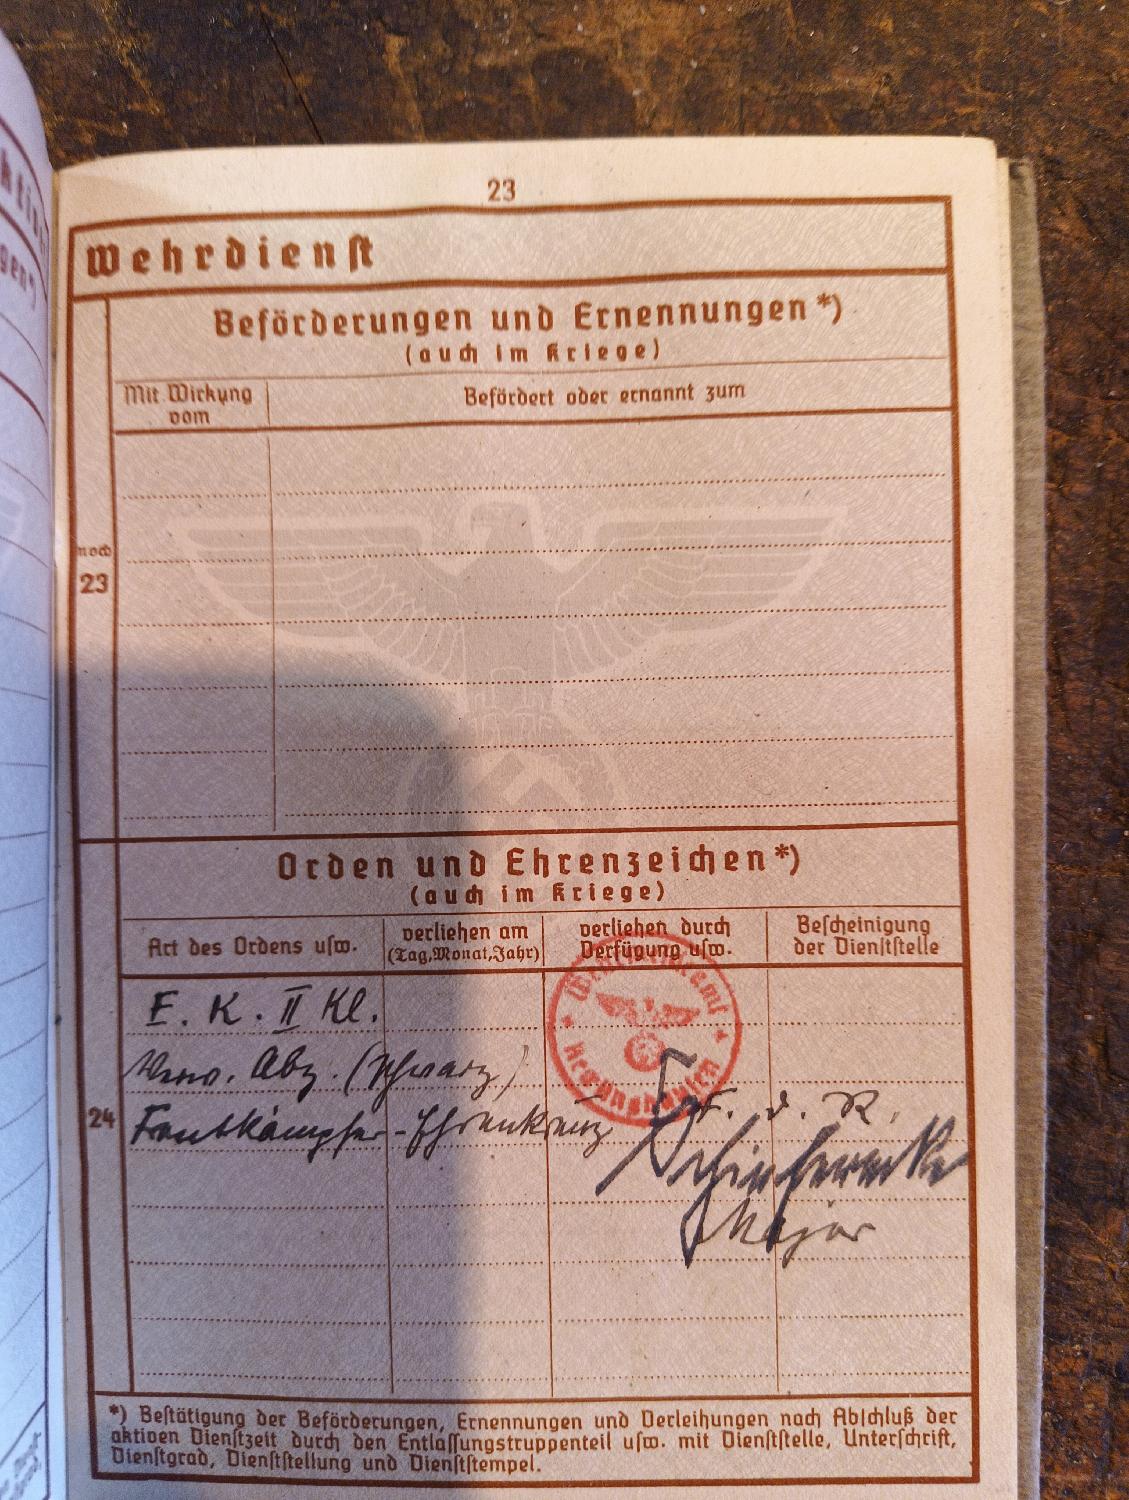 23
Wehrdienst
Beförderungen und Ernennungen*)
(auch im Kriege)
Mit Wirkung vom
Befördert oder ernannt zum
noch
23
Orden und Ehrenzeichen*)
(auch im Kriege)
Art des Ordens usw.
verliehen am
(Tag, Monat, Jahr)
verliehen durch
Verfügung usw.
Bescheinigung
der Dienststelle
E. K. II Kl.
Verw. Abz. (schwarz)
24
Frontkämpfer-Ehrenkreuz
F. d. R.
Major
*) Bestätigung der Beförderungen, Ernennungen und Verleihungen nach Abschluß der
aktiven Dienstzeit durch den Entlassungstruppenteil usw. mit Dienststelle, Unterschrift,
Dienstgrad, Dienststellung und Dienststempel.